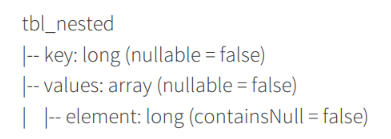 tbl_nested
|-- key: long (nullable = false)
|-- values: array (nullable = false)
| |-- element: long (containsNull = false)